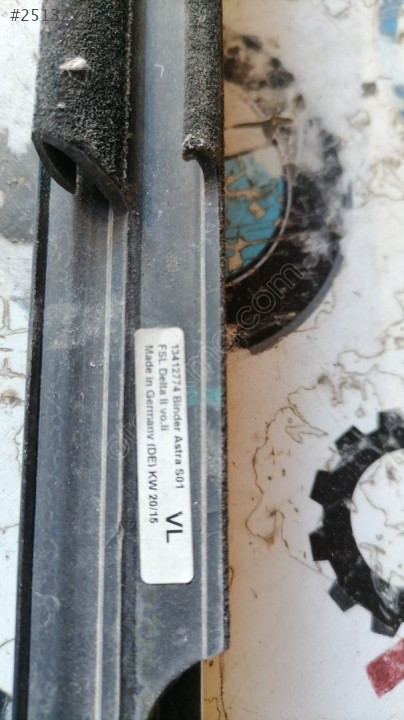 #2513
13412774 Binder Astra S01
FSL Delta II vo.li
Made in Germany (DE) KW 20/15
VL